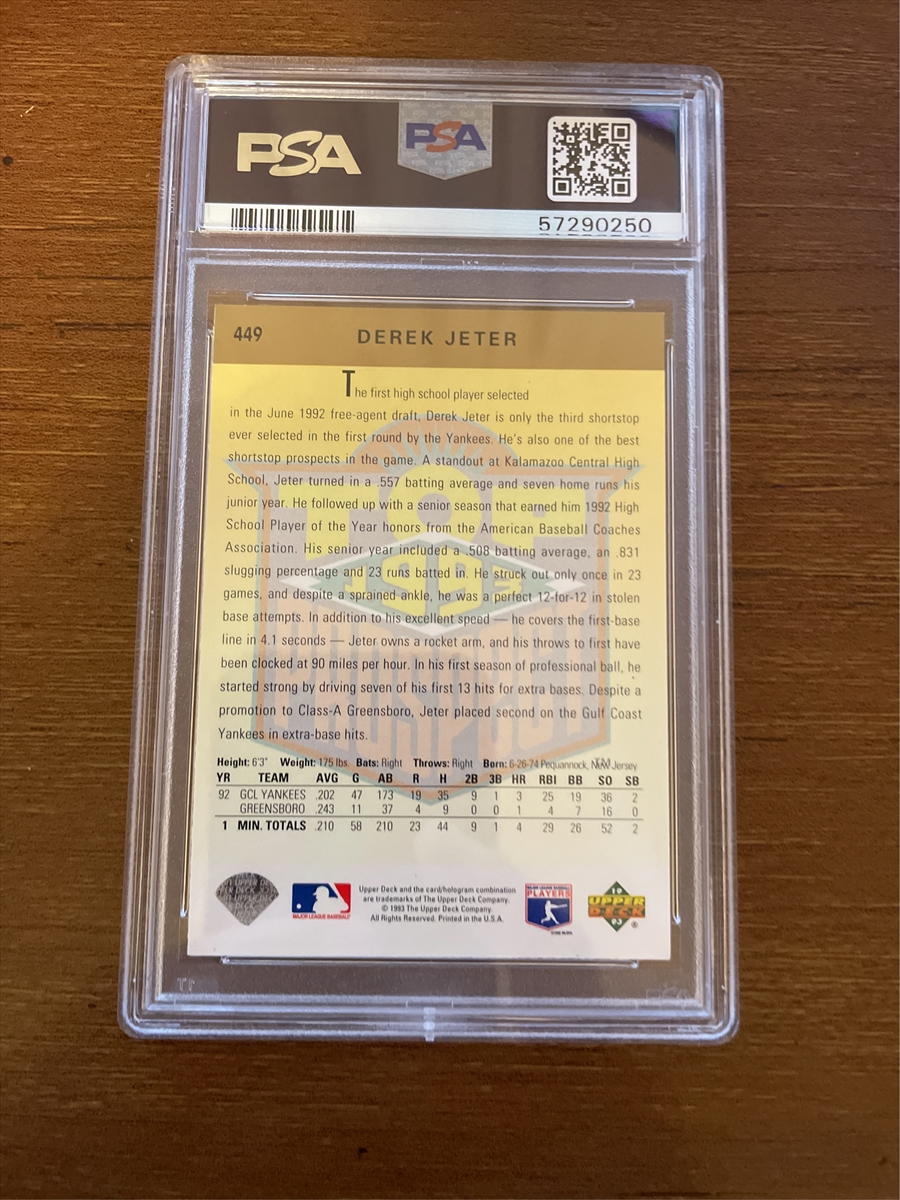 PSA
PSA
57290250
449 DEREK JETER
The first high school player selected
in the June 1992 free-agent draft, Derek Jeter is only the third shortstop
ever selected in the first round by the Yankees. He's also one of the best
shortstop prospects in the game. A standout at Kalamazoo Central High
School, Jeter turned in a .557 batting average and seven home runs his
junior year. He followed up with a senior season that earned him 1992 High
School Player of the Year honors from the American Baseball Coaches
Association. His senior year included a .508 batting average, an .831
slugging percentage and 23 runs batted in. He struck out only once in 23
games, and despite a sprained ankle, he was a perfect 12-for-12 in stolen
base attempts. In addition to his excellent speed — he covers the first-base
line in 4.1 seconds — Jeter owns a rocket arm, and his throws to first have
been clocked at 90 miles per hour. In his first season of professional ball, he
started strong by driving seven of his first 13 hits for extra bases. Despite a
promotion to Class-A Greensboro, Jeter placed second on the Gulf Coast
Yankees in extra-base hits.
TOP
1993
PROSPECT
Height: 6'3" Weight: 175 lbs. Bats: Right Throws: Right Born: 6-26-74 Pequannock, New Jersey
YR TEAM AVG G AB R H 2B 3B HR RBI BB SO SB
92 GCL YANKEES .202 47 173 19 35 9 1 3 25 19 36 2
GREENSBORO .243 11 37 4 9 0 0 1 4 7 16 0
1 MIN. TOTALS .210 58 210 23 44 9 1 4 29 26 52 2
MAJOR LEAGUE BASEBALL
Upper Deck and the card/hologram combination
are trademarks of The Upper Deck Company.
© 1993 The Upper Deck Company.
All Rights Reserved. Printed in the U.S.A.
MAJOR LEAGUE BASEBALL
PLAYERS
19
UPPER
DECK
93 ®